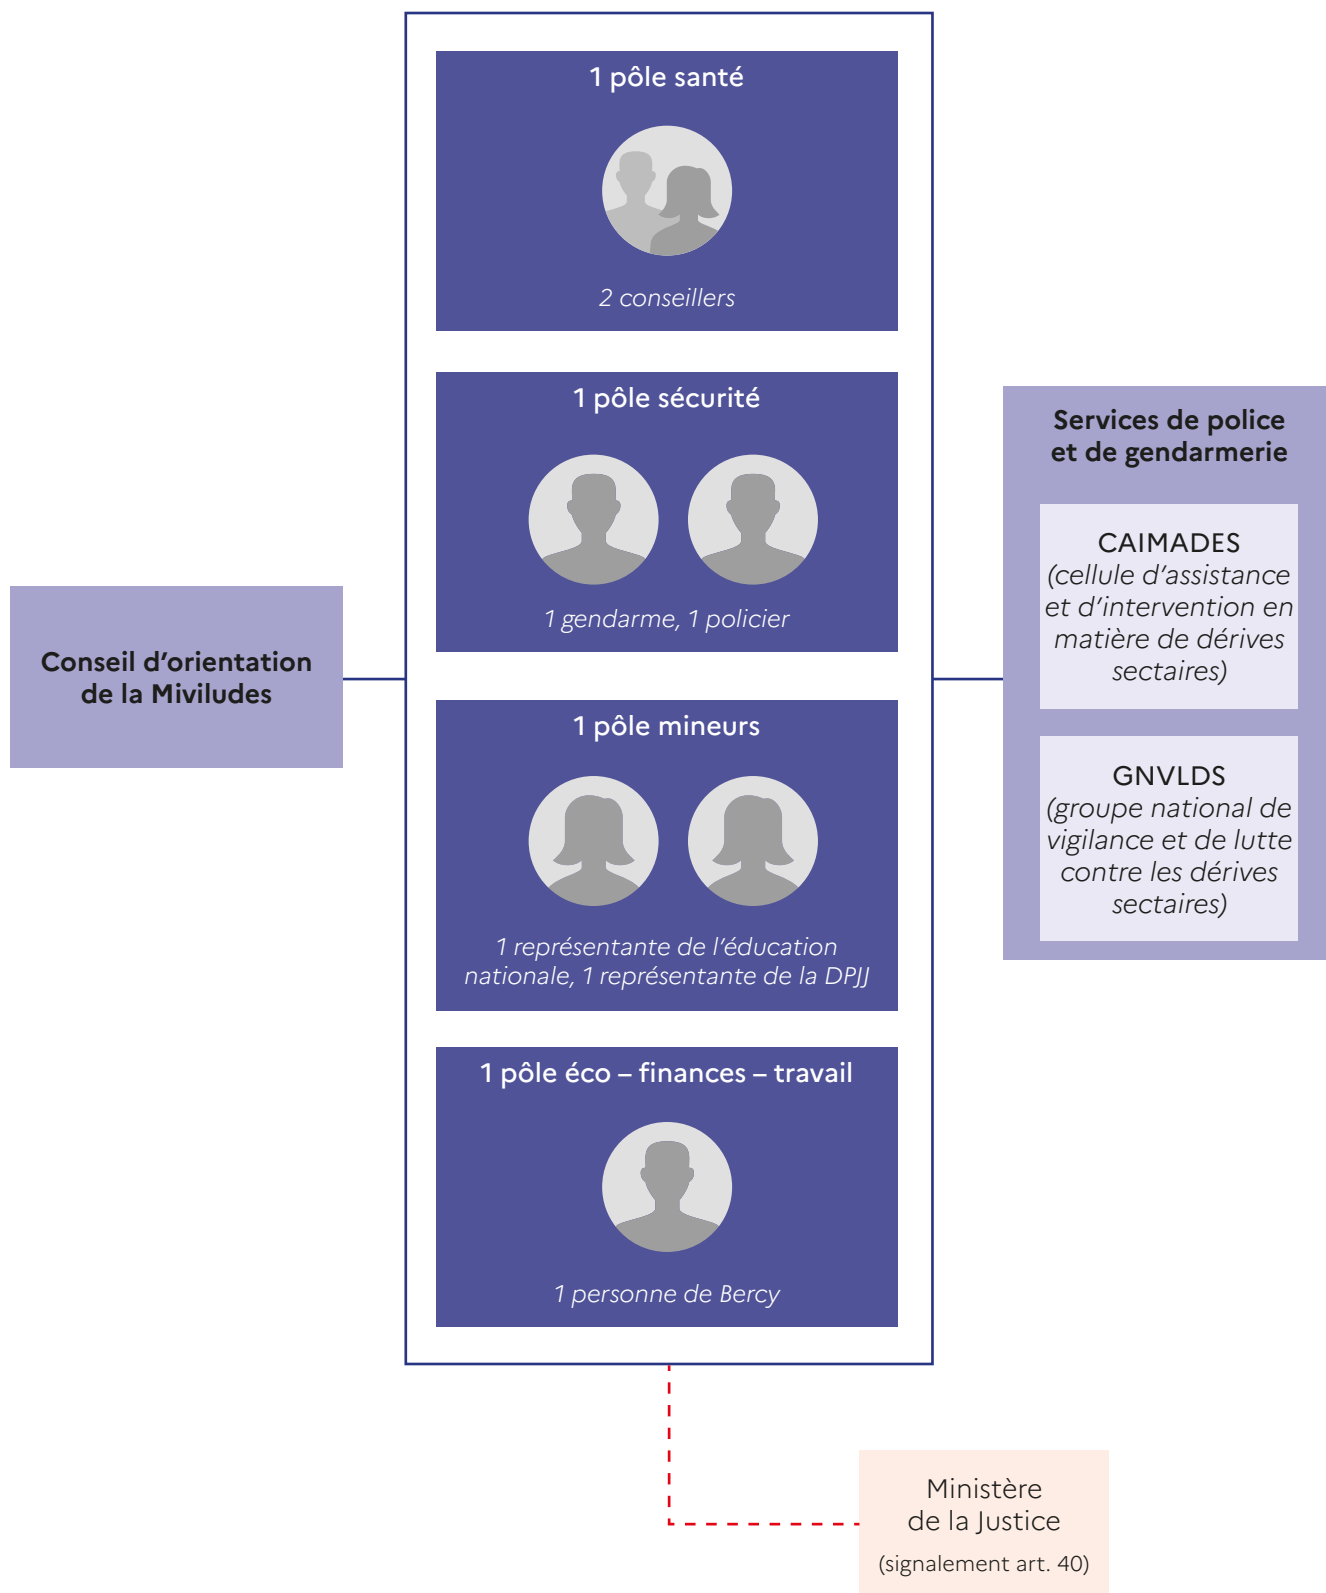 1 pôle santé
2 conseillers
1 pôle sécurité
1 gendarme, 1 policier
1 pôle mineurs
1 représentante de l’éducation
nationale, 1 représentante de la DPJJ
1 pôle éco – finances – travail
1 personne de Bercy
Conseil d’orientation
de la Miviludes
Services de police
et de gendarmerie
CAIMADES
(cellule d’assistance
et d’intervention en
matière de dérives
sectaires)
GNVLDS
(groupe national de
vigilance et de lutte
contre les dérives
sectaires)
Ministère
de la Justice
(signalement art. 40)